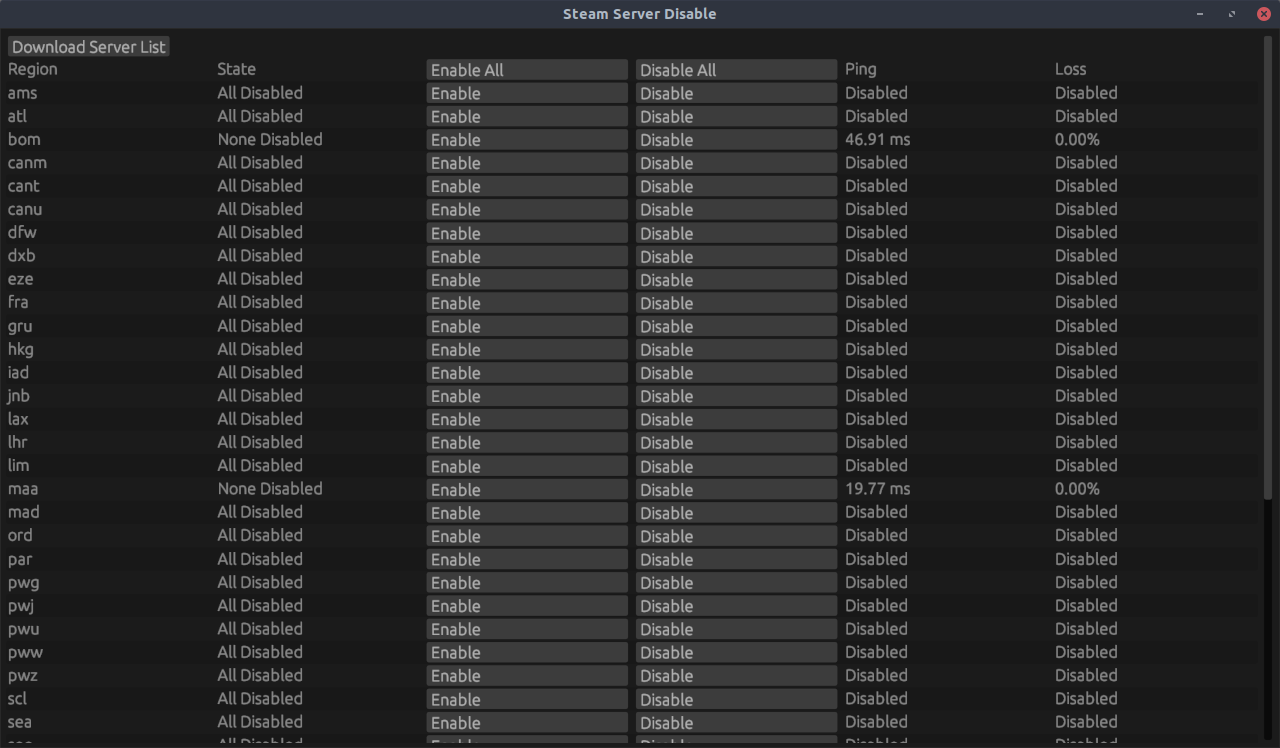 Steam Server Disable
Download Server List
Region State Enable All Disable All Ping Loss
ams All Disabled Enable Disable Disabled Disabled
atl All Disabled Enable Disable Disabled Disabled
bom None Disabled Enable Disable 46.91 ms 0.00%
canm All Disabled Enable Disable Disabled Disabled
cant All Disabled Enable Disable Disabled Disabled
canu All Disabled Enable Disable Disabled Disabled
dfw All Disabled Enable Disable Disabled Disabled
dxb All Disabled Enable Disable Disabled Disabled
eze All Disabled Enable Disable Disabled Disabled
fra All Disabled Enable Disable Disabled Disabled
gru All Disabled Enable Disable Disabled Disabled
hkg All Disabled Enable Disable Disabled Disabled
iad All Disabled Enable Disable Disabled Disabled
jnb All Disabled Enable Disable Disabled Disabled
lax All Disabled Enable Disable Disabled Disabled
lhr All Disabled Enable Disable Disabled Disabled
lim All Disabled Enable Disable Disabled Disabled
maa None Disabled Enable Disable 19.77 ms 0.00%
mad All Disabled Enable Disable Disabled Disabled
ord All Disabled Enable Disable Disabled Disabled
par All Disabled Enable Disable Disabled Disabled
pwg All Disabled Enable Disable Disabled Disabled
pwj All Disabled Enable Disable Disabled Disabled
pwu All Disabled Enable Disable Disabled Disabled
pww All Disabled Enable Disable Disabled Disabled
pwz All Disabled Enable Disable Disabled Disabled
scl All Disabled Enable Disable Disabled Disabled
sea All Disabled Enable Disable Disabled Disabled